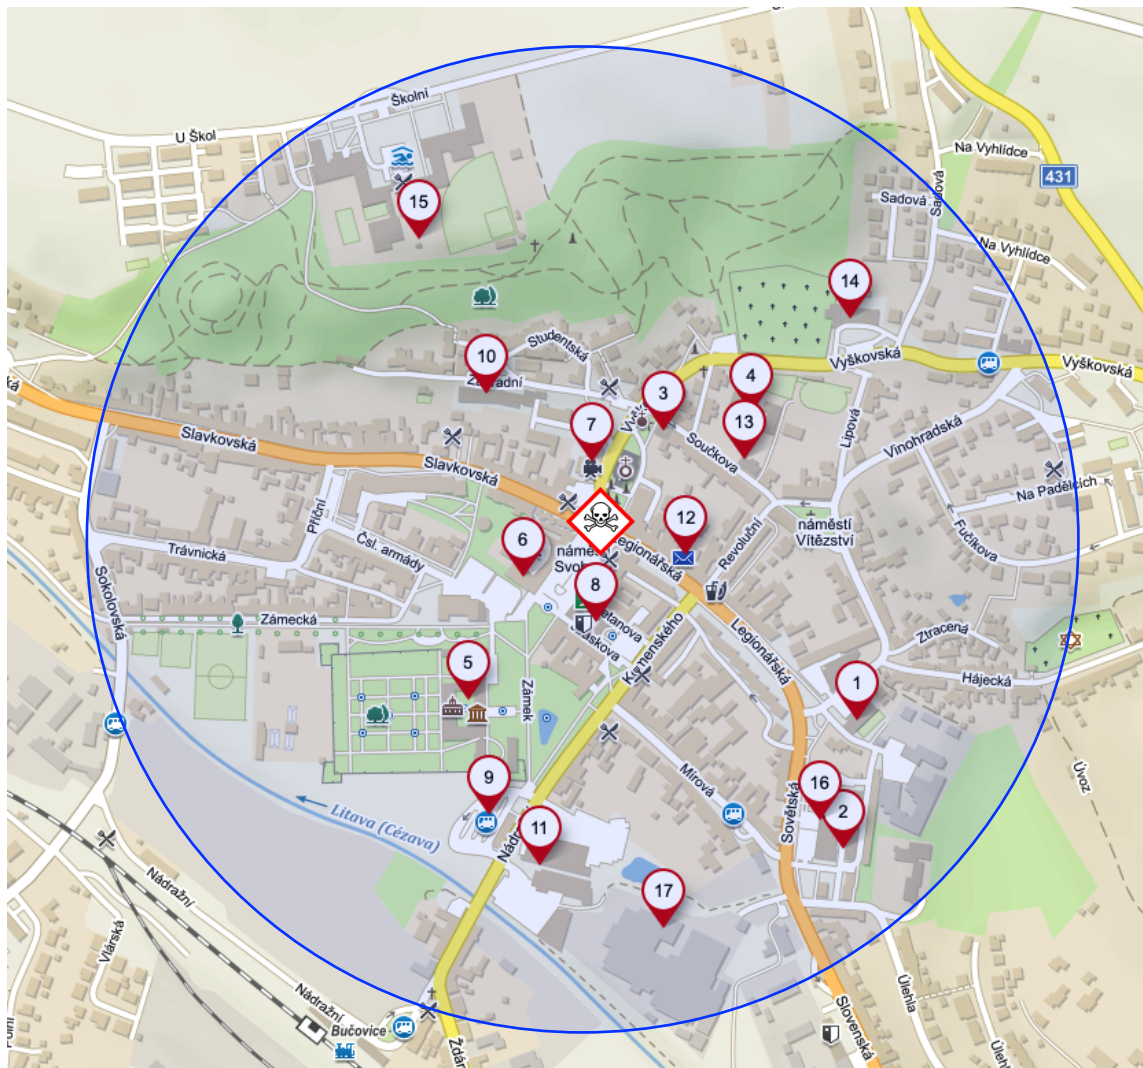 Školní
U Škol
Na Vyhlídce
431
15
Sadová
Sadová
Na Vyhlídce
14
Studentská
10
Zahradní
Vyškovská
Vyškovská
4
3
7
13
Slavkovská
Součkova
Lipová
Vinohradská
Slavkovská
Na Padělcích
Příční
12
6
Legionářská
Revoluční
náměstí
Vítězství
Fučíkova
Trávnická
Čsl. armády
náměstí
8
Sokolovská
Zámecká
Komenského
Legionářská
Ztracená
5
Hájecká
Zámek
1
9
Mírová
16
Úvoz
Sovětská
2
Litava (Cézava)
11
Nádražní
17
Vlárská
Nádražní
Úlehla
Bučovice
Slovenská